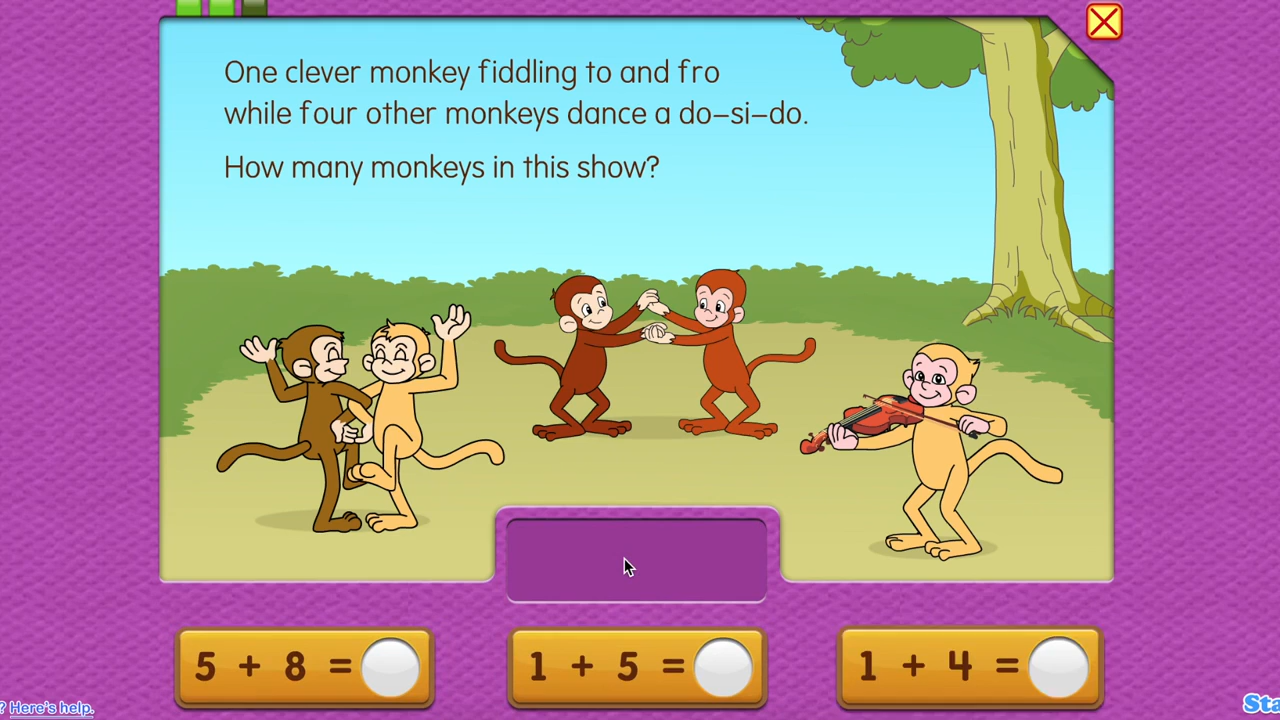 One clever monkey fiddling to and fro
while four other monkeys dance a do–si–do.
How many monkeys in this show?
5 + 8 =
1 + 5 =
1 + 4 =
? Here's help.
Sta